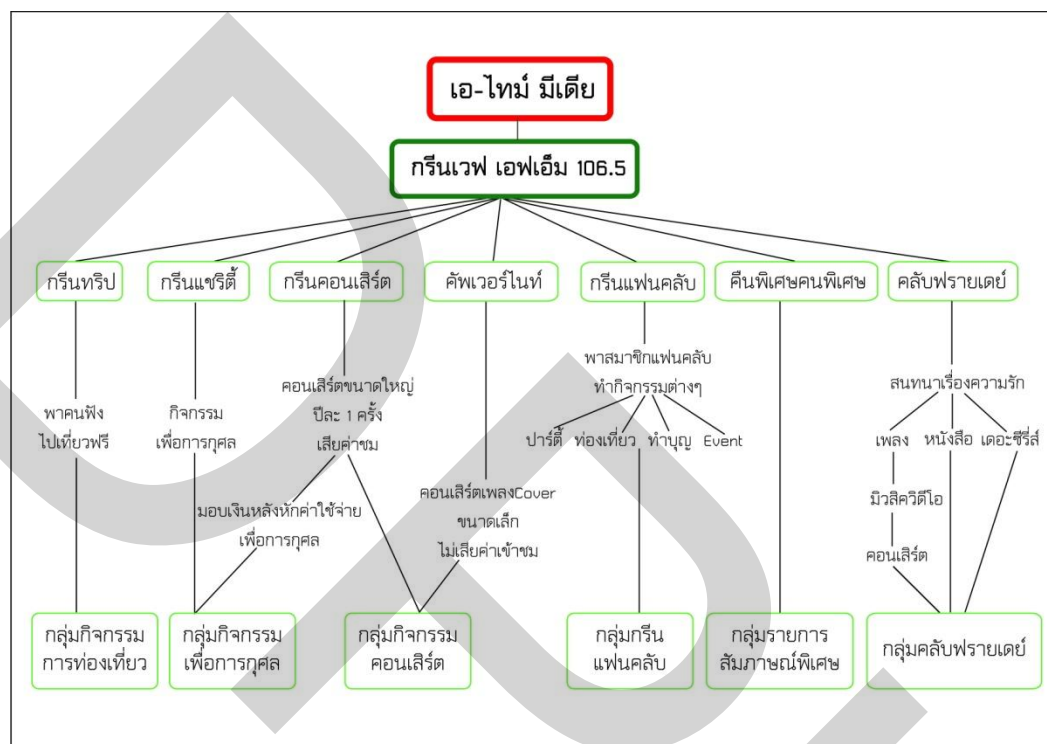 เอ-ไทม์ มีเดีย
กรีนเวฟ เอฟเอ็ม 106.5
กรีนทริป
กรีนแชริตี้
กรีนคอนเสิร์ต
คัฟเวอร์ไนท์
กรีนแฟนคลับ
คืนพิเศษคนพิเศษ
คลับฟรายเดย์
พาคนฟัง
ไปเที่ยวฟรี
กิจกรรม
เพื่อการกุศล
คอนเสิร์ตขนาดใหญ่
ปีละ 1 ครั้ง
เสียค่าชม
มอบเงินหลังหักค่าใช้จ่าย
เพื่อการกุศล
คอนเสิร์ตเพลงCover
ขนาดเล็ก
ไม่เสียค่าเข้าชม
พาสมาชิกแฟนคลับ
ทำกิจกรรมต่างๆ
ปาร์ตี้
ท่องเที่ยว
ทำบุญ
Event
สนทนาเรื่องความรัก
เพลง
หนังสือ
เดอะซีรี่ส์
มิวสิควิดีโอ
คอนเสิร์ต
กลุ่มกิจกรรม
การท่องเที่ยว
กลุ่มกิจกรรม
เพื่อการกุศล
กลุ่มกิจกรรม
คอนเสิร์ต
กลุ่มกรีน
แฟนคลับ
กลุ่มรายการ
สัมภาษณ์พิเศษ
กลุ่มคลับฟรายเดย์